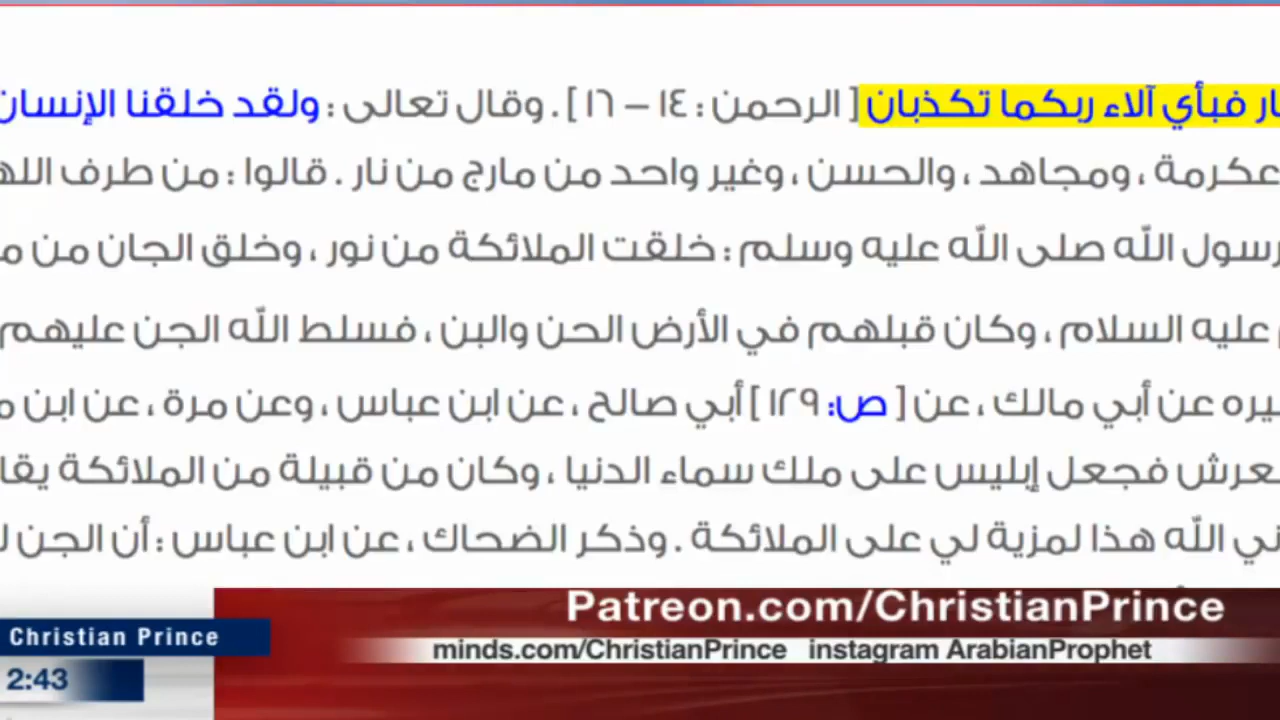 فبأي آلاء ربكما تكذبان [ الرحمن : ١٤ – ١٦ ] . وقال تعالى : ولقد خلقنا الإنسان
عكرمة ، ومجاهد ، والحسن ، وغير واحد من مارج من نار . قالوا : من طرف
رسول الله صلى الله عليه وسلم : خلقت الملائكة من نور ، وخلق الجان من
عليه السلام ، وكان قبلهم في الأرض الحن والبن ، فسلط الله الجن عليهم
عن أبي مالك ، عن [ ص: ١٢٩ ] أبي صالح ، عن ابن عباس ، وعن مرة ، عن ابن
فجعل إبليس على ملك سماء الدنيا ، وكان من قبيلة من الملائكة
الله هذا لمزية لي على الملائكة . وذكر الضحاك ، عن ابن عباس : أن الجن
Patreon.com/ChristianPrince
Christian Prince
minds.com/ChristianPrince instagram ArabianProphet
2:43